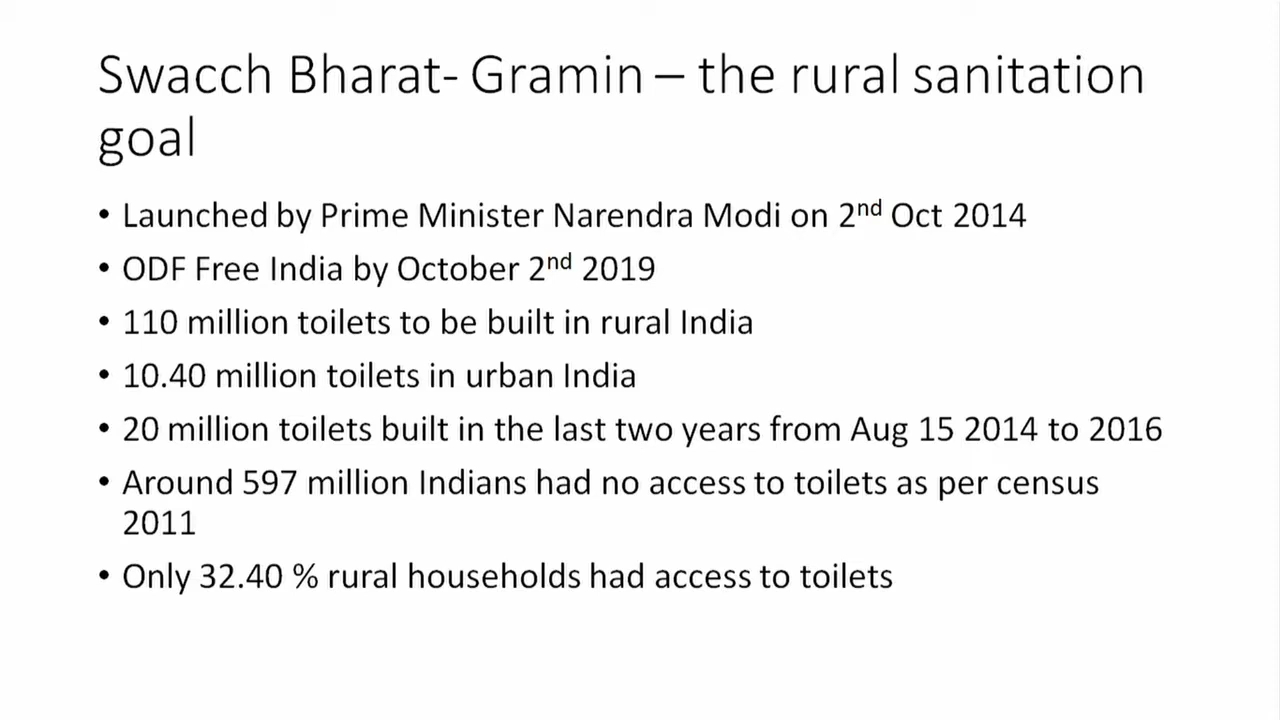 Swacch Bharat- Gramin – the rural sanitation
goal
• Launched by Prime Minister Narendra Modi on 2nd Oct 2014
• ODF Free India by October 2nd 2019
• 110 million toilets to be built in rural India
• 10.40 million toilets in urban India
• 20 million toilets built in the last two years from Aug 15 2014 to 2016
• Around 597 million Indians had no access to toilets as per census
2011
• Only 32.40 % rural households had access to toilets